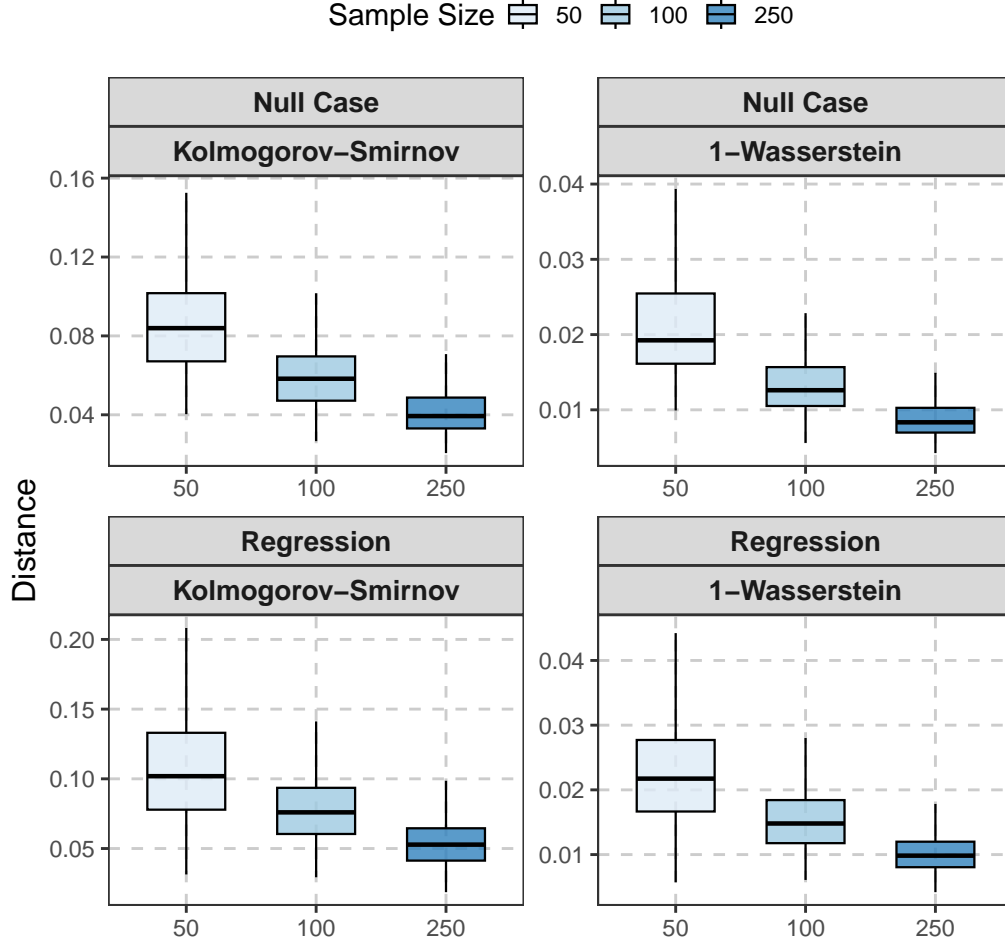 Sample Size 50 100 250
Null Case
Kolmogorov−Smirnov
0.16
0.12
0.08
0.04
50 100 250
Null Case
1−Wasserstein
0.04
0.03
0.02
0.01
50 100 250
Distance
Regression
Kolmogorov−Smirnov
0.20
0.15
0.10
0.05
50 100 250
Regression
1−Wasserstein
0.04
0.03
0.02
0.01
50 100 250